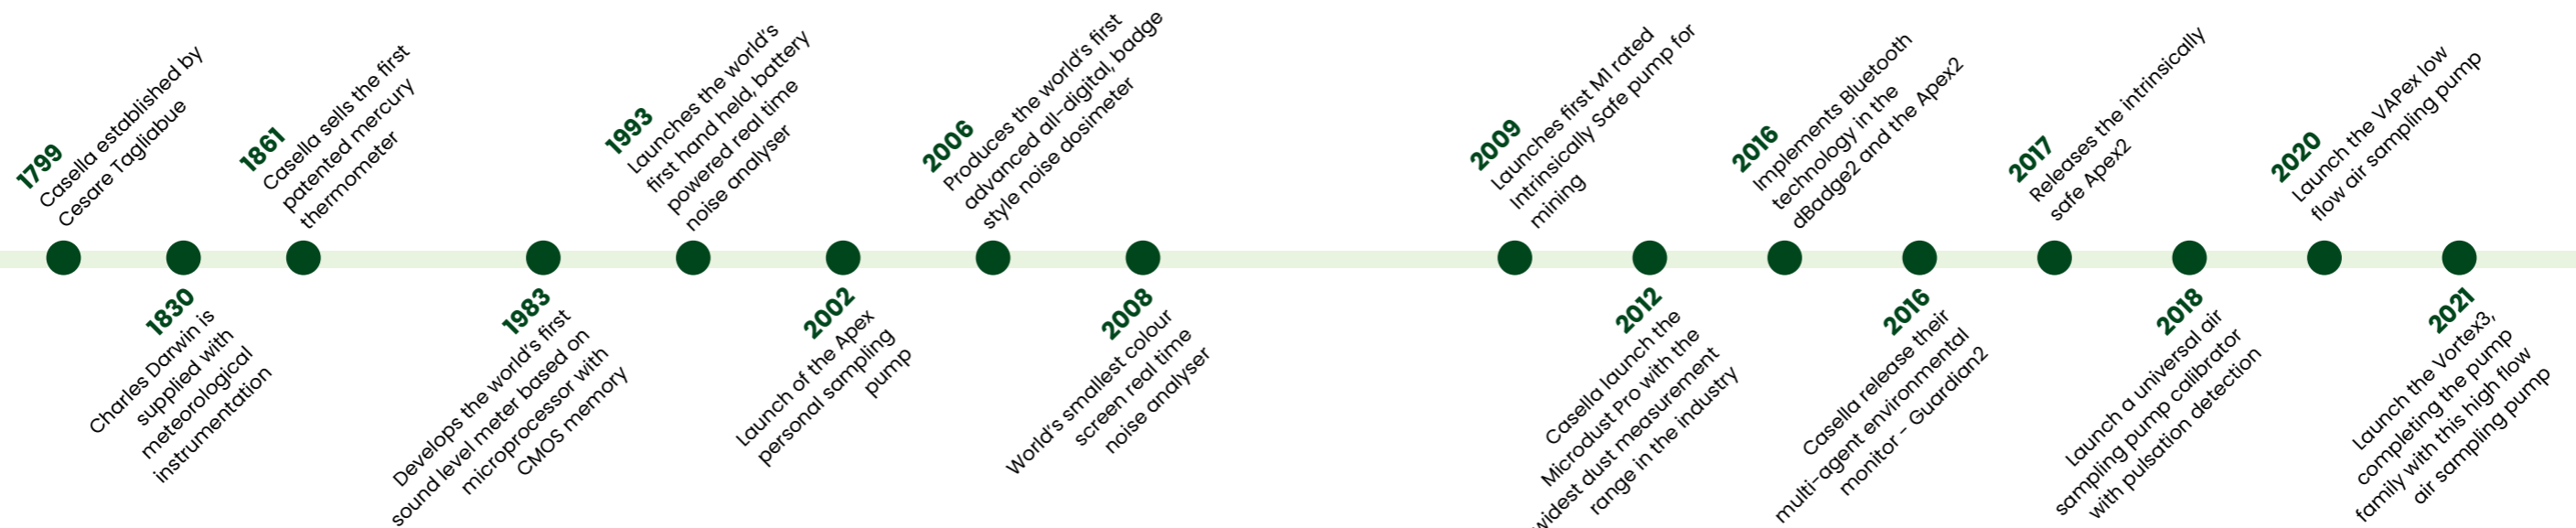 1799
Casella established by
Cesare Tagliabue
1830
Charles Darwin is
supplied with
meteorological
instrumentation
1861
Casella sells the first
patented mercury
thermometer
1983
Develops the world's first
sound level meter based on
microprocessor with
CMOS memory
1993
Launches the world's
first hand held, battery
powered real time
noise analyser
2002
Launch of the Apex
personal sampling
pump
2006
Produces the world's first
advanced all-digital, badge
style noise dosimeter
2008
World's smallest colour
screen real time
noise analyser
2009
Launches first M1 rated
Intrinsically Safe pump for
mining
2012
Casella launch the
Microdust Pro with the
widest dust measurement
range in the industry
2016
Implements Bluetooth
technology in the
dBadge2 and the Apex2
2016
Casella release their
multi-agent environmental
monitor - Guardian2
2017
Releases the intrinsically
safe Apex2
2018
Launch a universal air
sampling pump calibrator
with pulsation detection
2020
Launch the VAPex low
flow air sampling pump
2021
Launch the Vortex3,
completing the pump
family with this high flow
air sampling pump